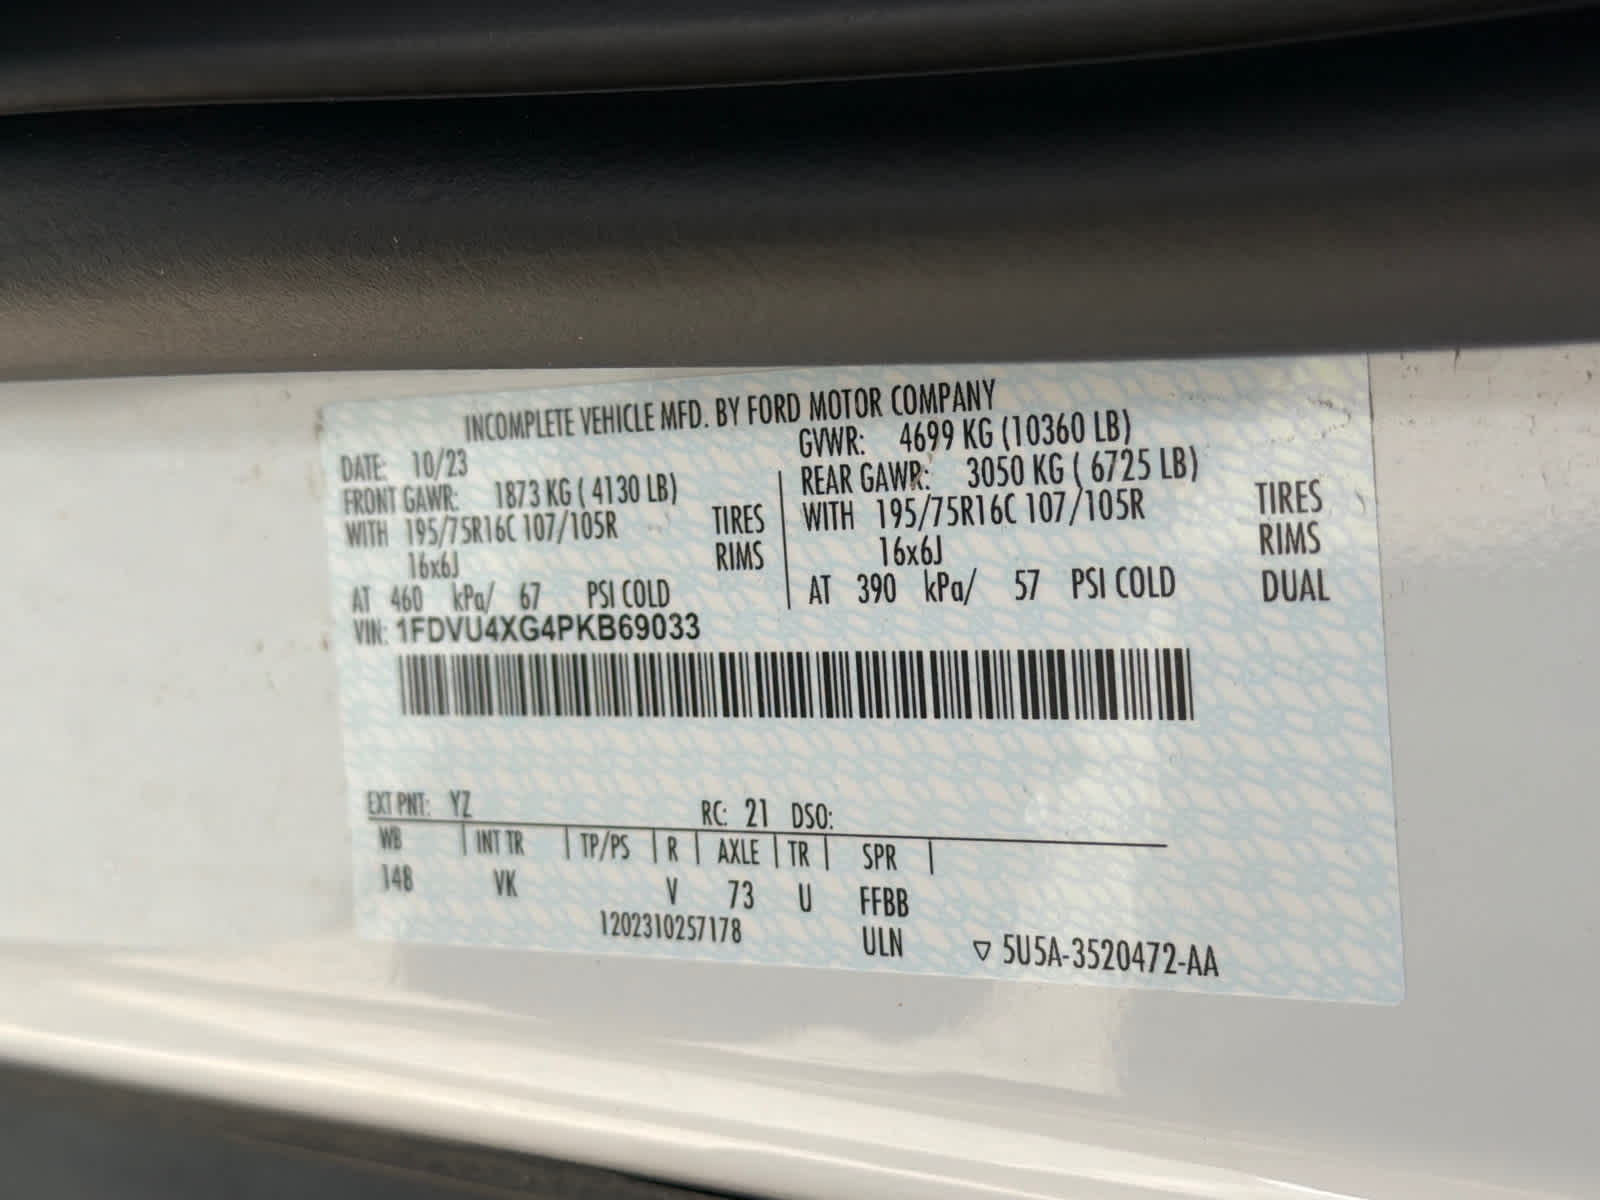 INCOMPLETE VEHICLE MFD. BY FORD MOTOR COMPANY
DATE: 10/23 GVWR: 4699 KG (10360 LB)
FRONT GAWR: 1873 KG ( 4130 LB) REAR GAWR: 3050 KG ( 6725 LB)
WITH 195/75R16C 107/105R TIRES WITH 195/75R16C 107/105R TIRES
16x6J RIMS 16x6J RIMS
AT 460 kPa/ 67 PSI COLD AT 390 kPa/ 57 PSI COLD DUAL
VIN: 1FDVU4XG4PKB69033
EXT PNT: YZ RC: 21 DSO:
WB INT TR TP/PS R AXLE TR SPR
148 VK V 73 U FFBB
1202310257178 ULN ▽ 5U5A-3520472-AA